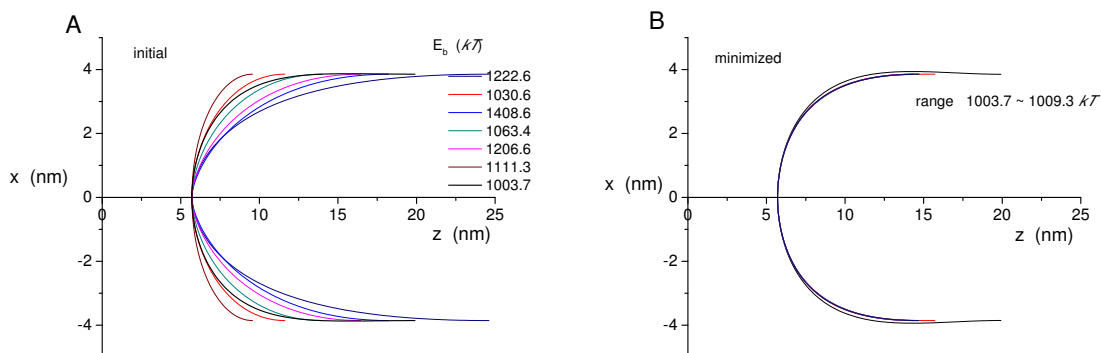 A
initial
E_b (kT)
1222.6
1030.6
1408.6
1063.4
1206.6
1111.3
1003.7
4
2
0
-2
-4
x (nm)
0
5
10
15
20
25
z (nm)
B
minimized
range 1003.7 ~ 1009.3 kT
4
2
0
-2
-4
x (nm)
0
5
10
15
20
25
z (nm)